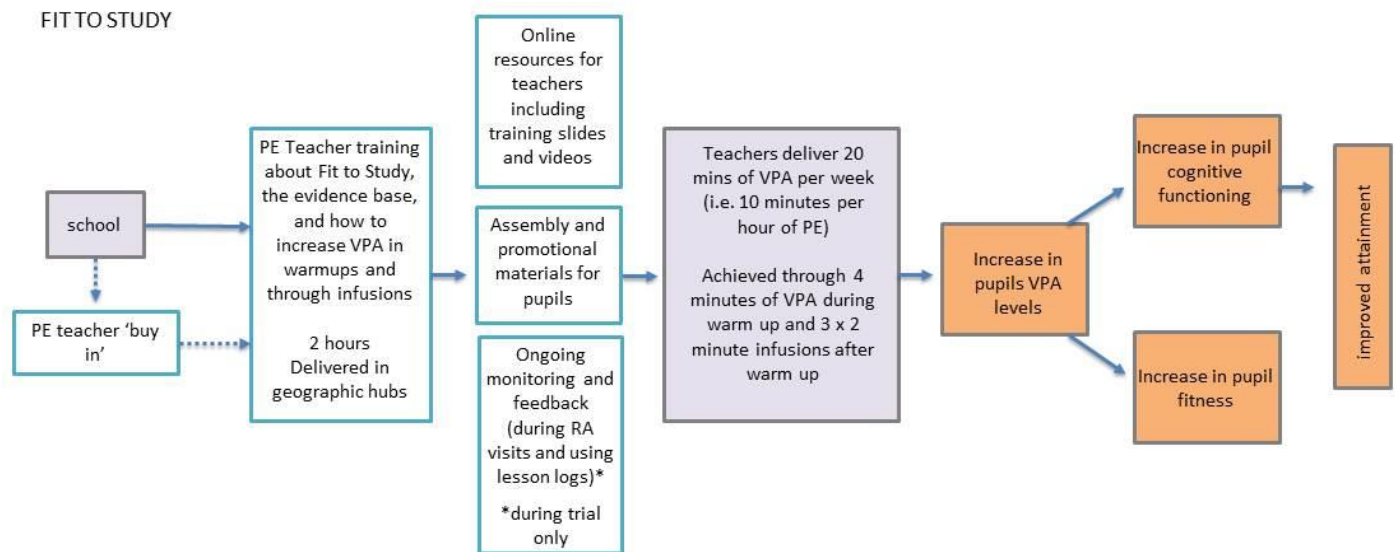 FIT TO STUDY
school
PE teacher ‘buy
in’
PE Teacher training
about Fit to Study,
the evidence base,
and how to
increase VPA in
warmups and
through infusions
2 hours
Delivered in
geographic hubs
Online
resources for
teachers
including
training slides
and videos
Assembly and
promotional
materials for
pupils
Ongoing
monitoring and
feedback
(during RA
visits and using
lesson logs)*
*during trial
only
Teachers deliver 20
mins of VPA per week
(i.e. 10 minutes per
hour of PE)
Achieved through 4
minutes of VPA during
warm up and 3 x 2
minute infusions after
warm up
Increase in
pupils VPA
levels
Increase in pupil
cognitive
functioning
Increase in pupil
fitness
improved attainment